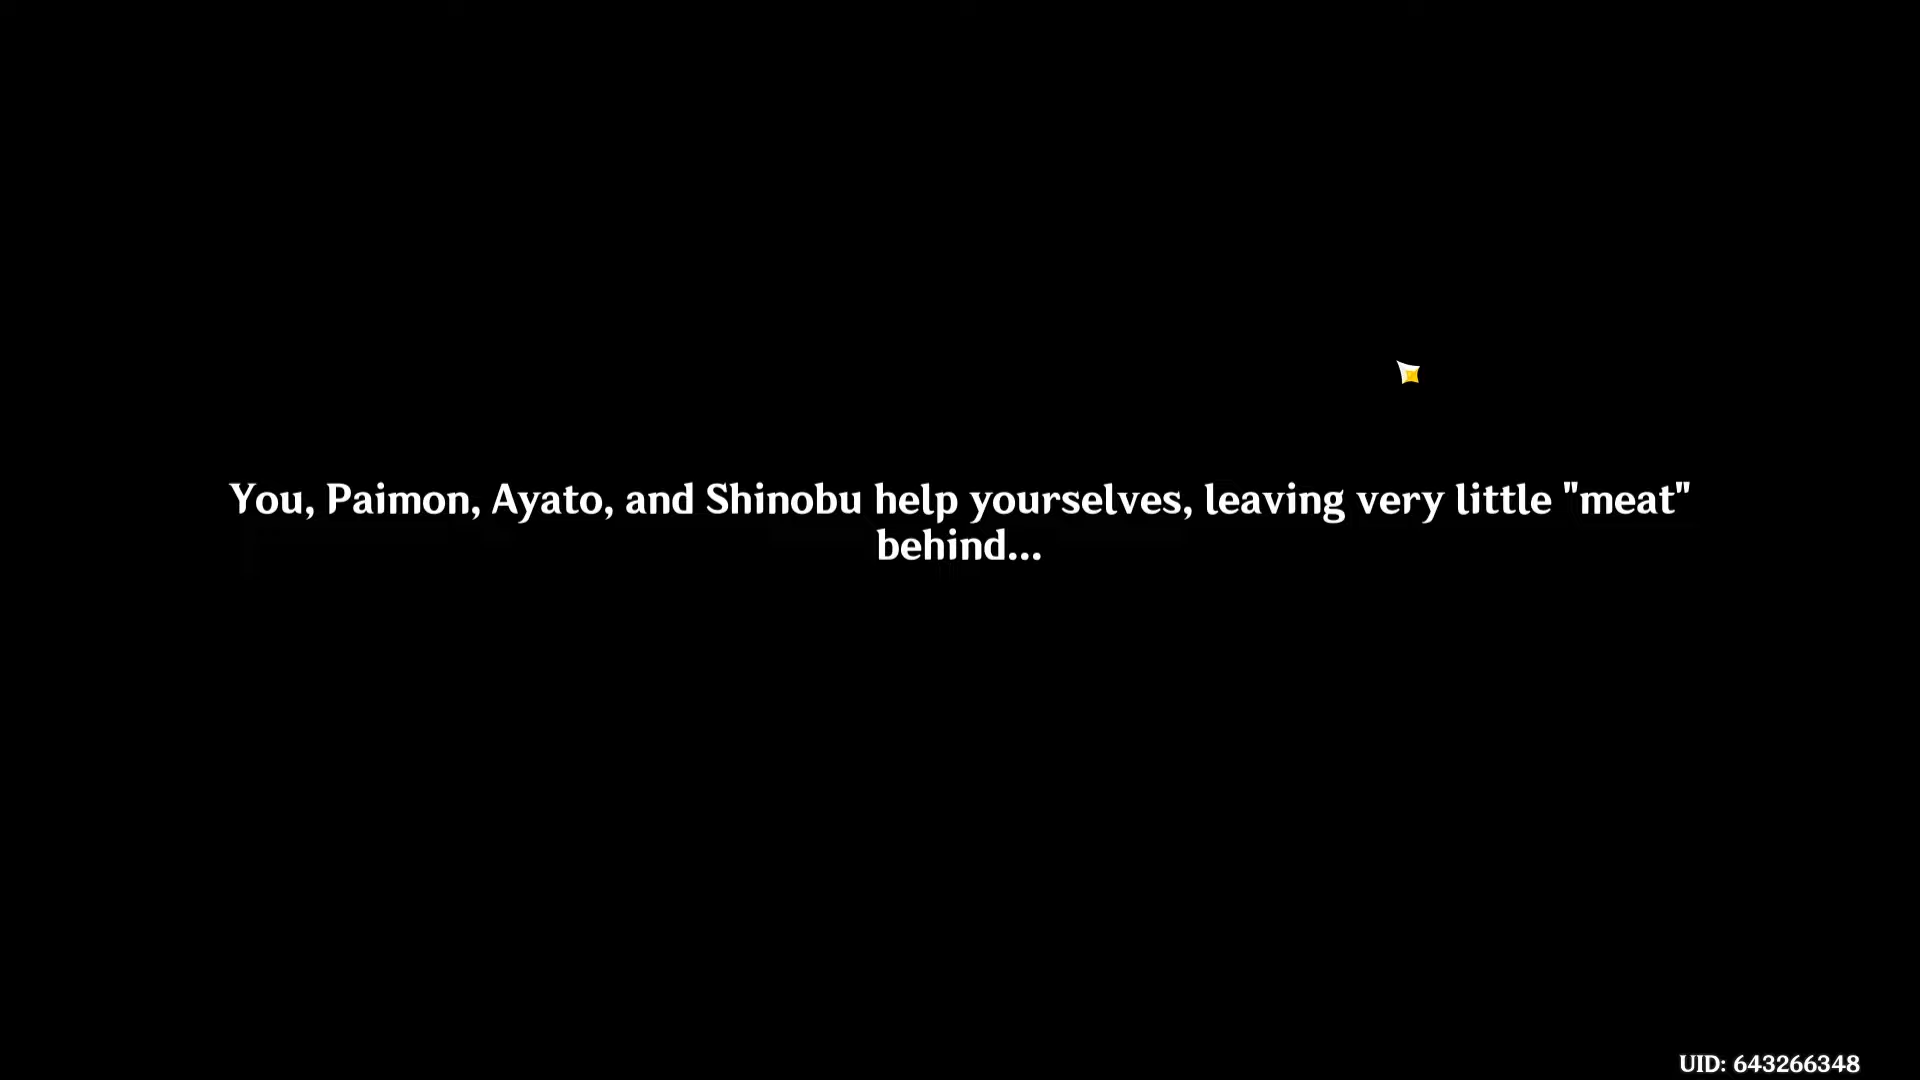 You, Paimon, Ayato, and Shinobu help yourselves, leaving very little "meat"
behind...
UID: 643266348